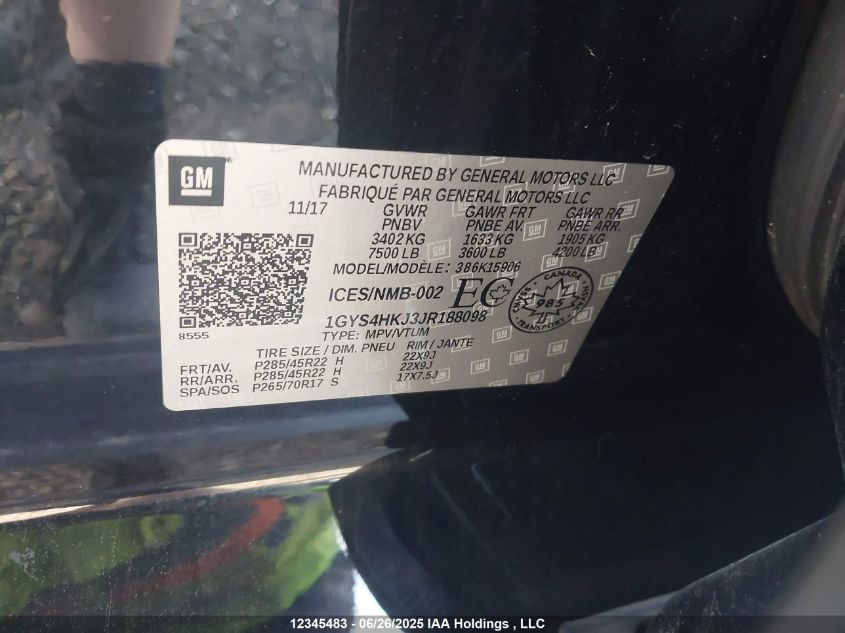 GM
MANUFACTURED BY GENERAL MOTORS LLC
FABRIQUÉ PAR GENERAL MOTORS LLC
11/17 GVWR GAWR FRT GAWR RR
PNBV PNBE AV. PNBE ARR.
3402 KG 1633 KG 1905 KG
7500 LB 3600 LB 4200 LB
MODEL/MODÈLE: 386K15906
ICES/NMB-002 EC
CANADA
985
TRANSPORT
1GYS4HKJ3JR188098
8555
TYPE: MPV/VTUM
TIRE SIZE / DIM. PNEU RIM / JANTE
FRT/AV. P285/45R22 H 22X9J
RR/ARR. P285/45R22 H 22X9J
SPA/SOS P265/70R17 S 17X7.5J
12345483 - 06/26/2025 IAA Holdings , LLC